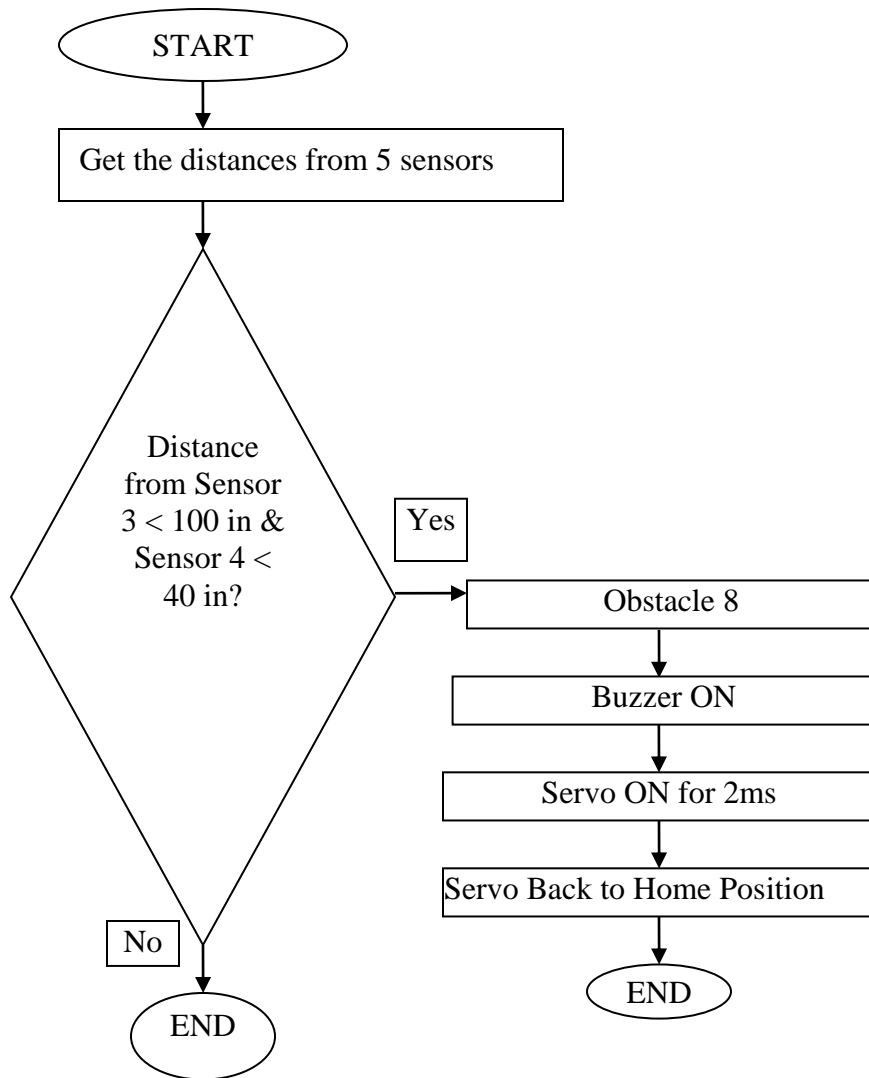 START
Get the distances from 5 sensors
Distance
from Sensor
3 < 100 in &
Sensor 4 <
40 in?
Yes
Obstacle 8
Buzzer ON
Servo ON for 2ms
Servo Back to Home Position
END
No
END